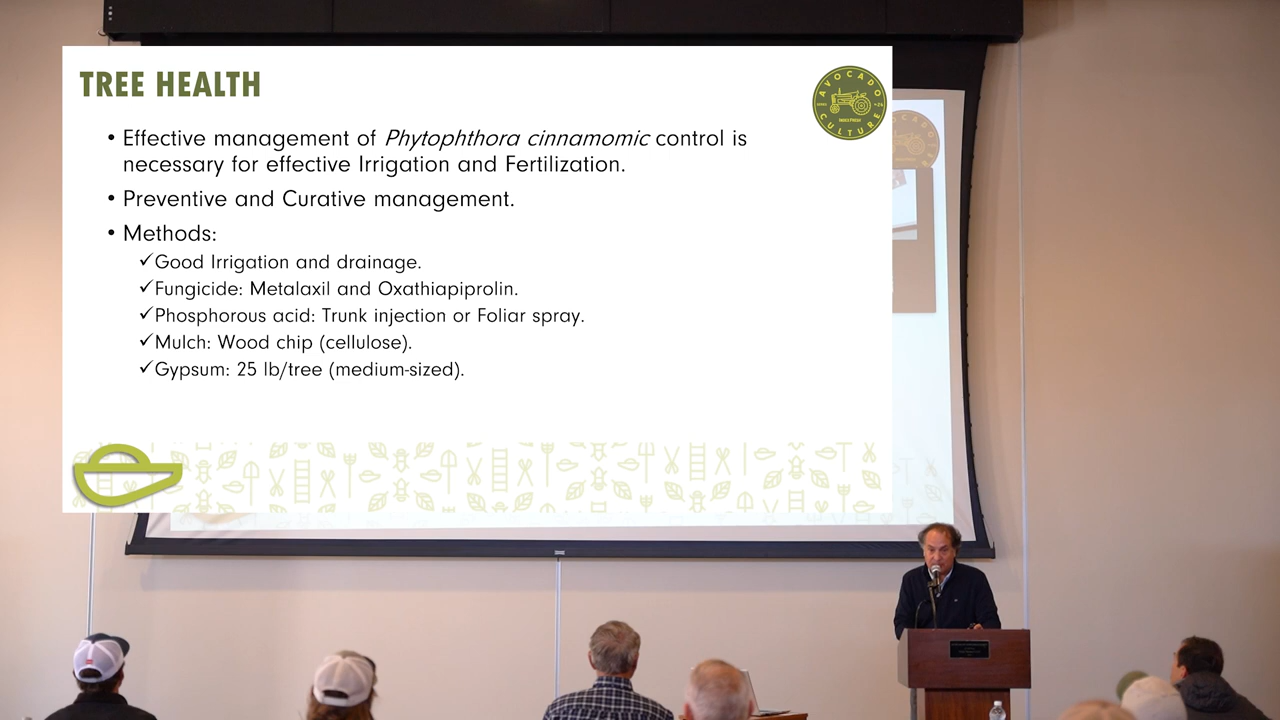 TREE HEALTH
AVOCADO
CULTURE
• Effective management of Phytophthora cinnamomic control is
necessary for effective Irrigation and Fertilization.
• Preventive and Curative management.
• Methods:
✓Good Irrigation and drainage.
✓Fungicide: Metalaxil and Oxathiapiprolin.
✓Phosphorous acid: Trunk injection or Foliar spray.
✓Mulch: Wood chip (cellulose).
✓Gypsum: 25 lb/tree (medium-sized).